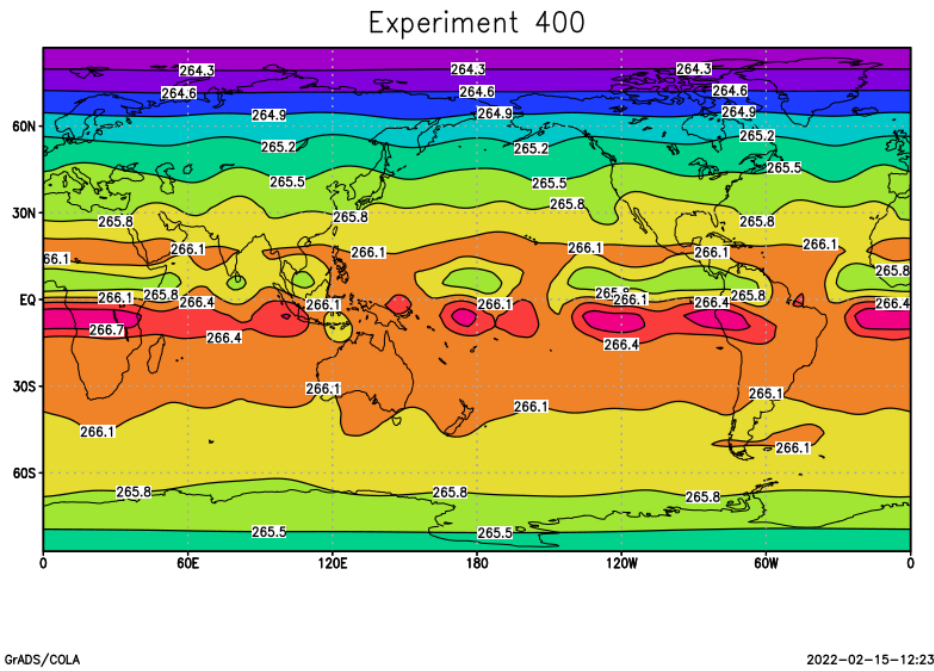 Experiment 400
264.3 264.3 264.3
264.6 264.6 264.6
264.9 264.9 264.9
60N
265.2 265.2 265.2
265.5 265.5 265.5
265.8 265.8 265.8 265.8
30N
66.1 266.1 266.1 266.1 266.1 266.1
265.8
265.8 265.8 265.8
EQ
266.1 266.4 266.1 266.1 266.1 266.4 266.4
266.7 266.4 266.4
30S
266.1 266.1
266.1 266.1
266.1
60S
265.8 265.8 265.8
265.5 265.5
0 60E 120E 180 120W 60W 0
GrADS/COLA 2022-02-15-12:23